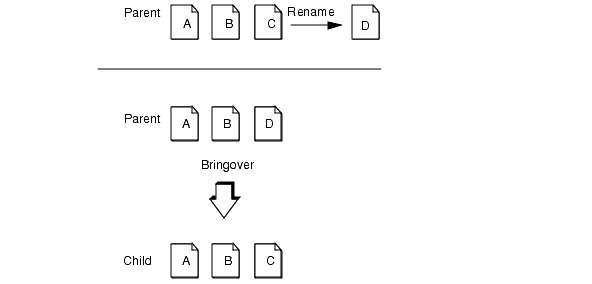 Parent A B C Rename D
Parent A B D
Bringover
Child A B C